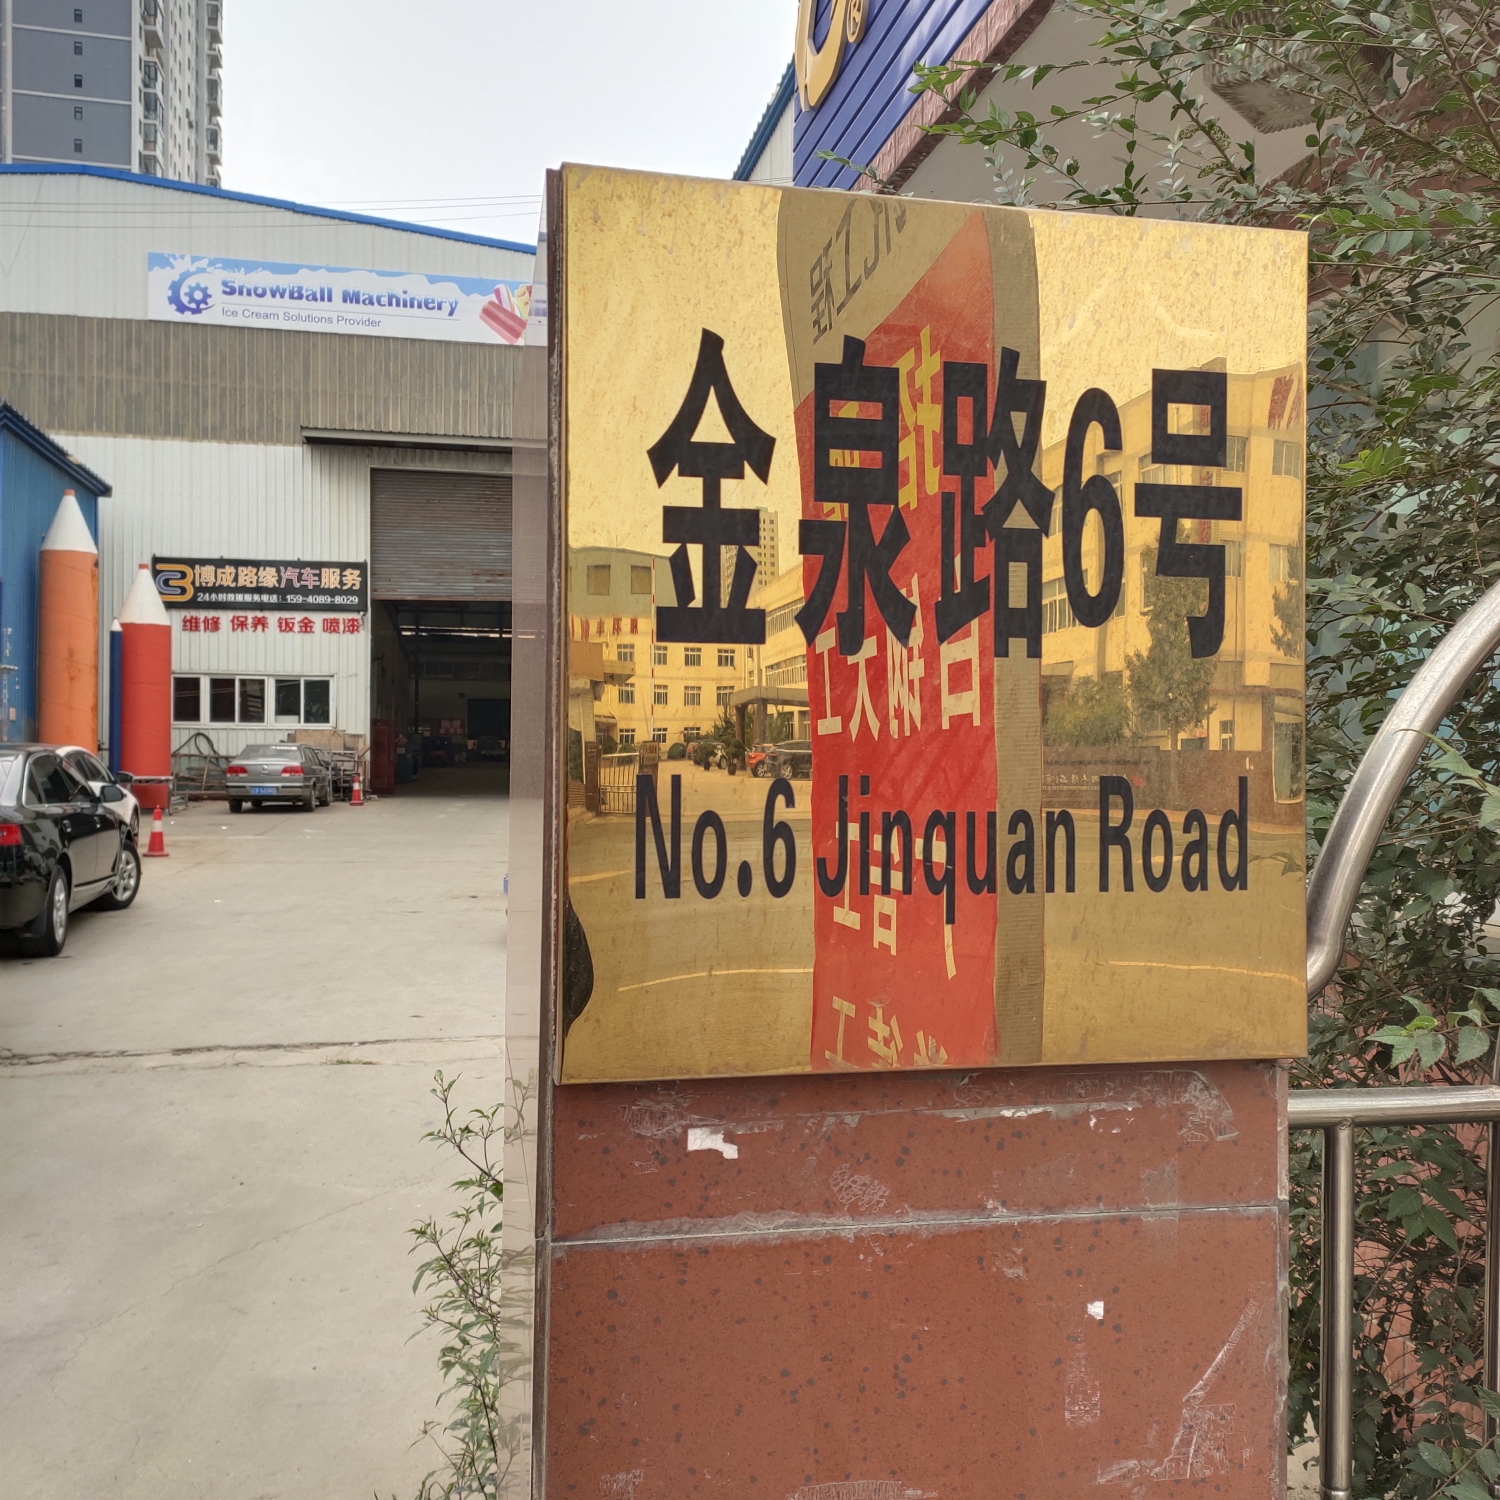 SnowBall Machinery
Ice Cream Solutions Provider
博成路缘汽车服务
24小时救援服务电话：159-4089-8029
维修 保养 钣金 喷漆
金泉路6号
No.6 Jinquan Road